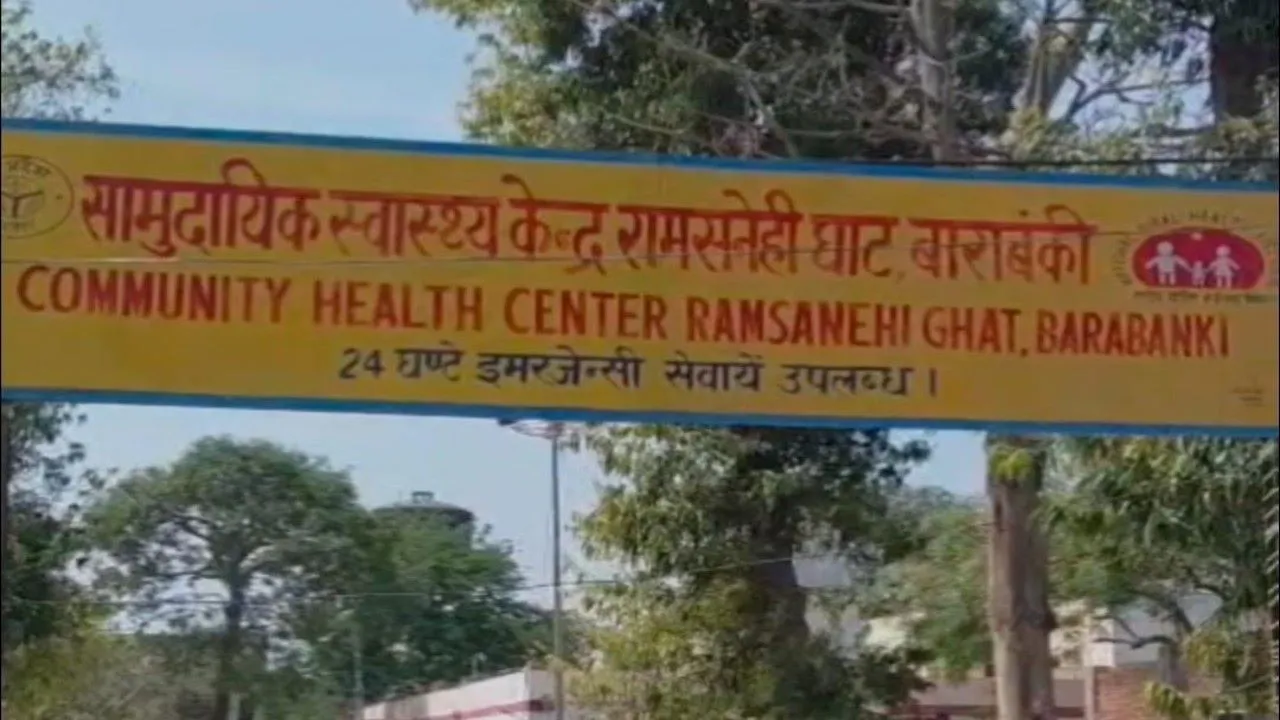 सामुदायिक स्वास्थ्य केन्द्र रामसनेही घाट, बाराबंकी
COMMUNITY HEALTH CENTER RAMSANEHI GHAT, BARABANKI
24 घण्टे इमरजेन्सी सेवायें उपलब्ध।